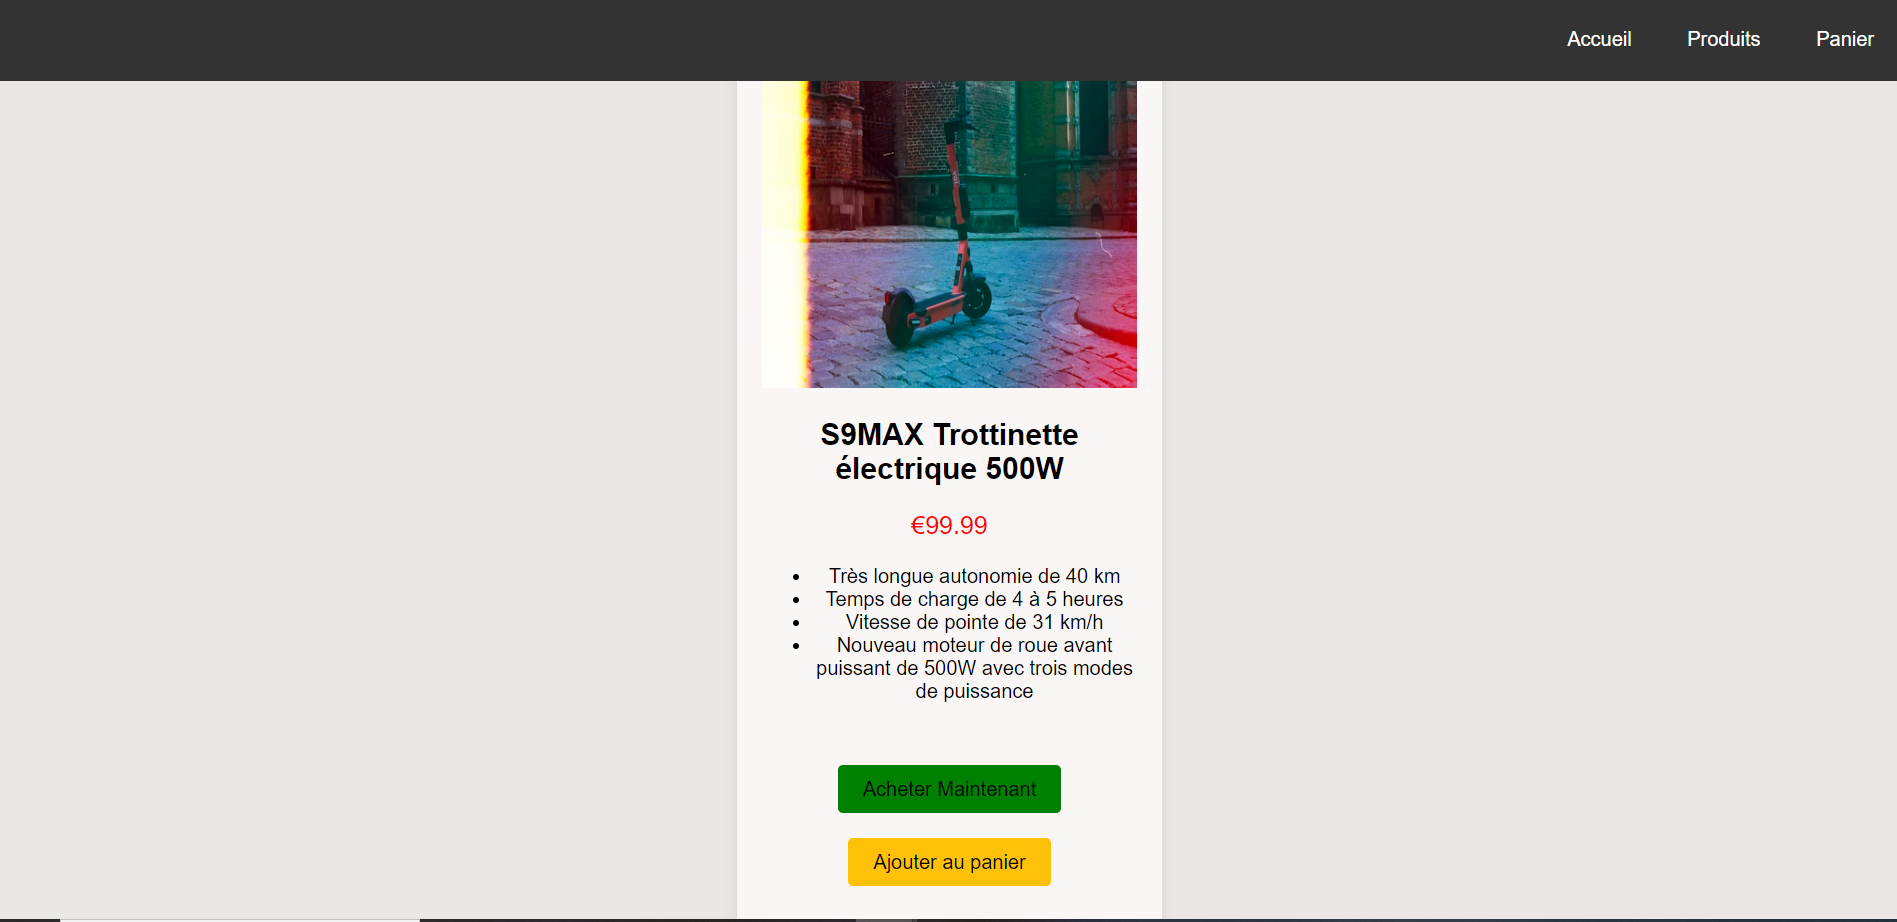 Accueil
Produits
Panier
S9MAX Trottinette
électrique 500W
€99.99
Très longue autonomie de 40 km
Temps de charge de 4 à 5 heures
Vitesse de pointe de 31 km/h
Nouveau moteur de roue avant
puissant de 500W avec trois modes
de puissance
Acheter Maintenant
Ajouter au panier